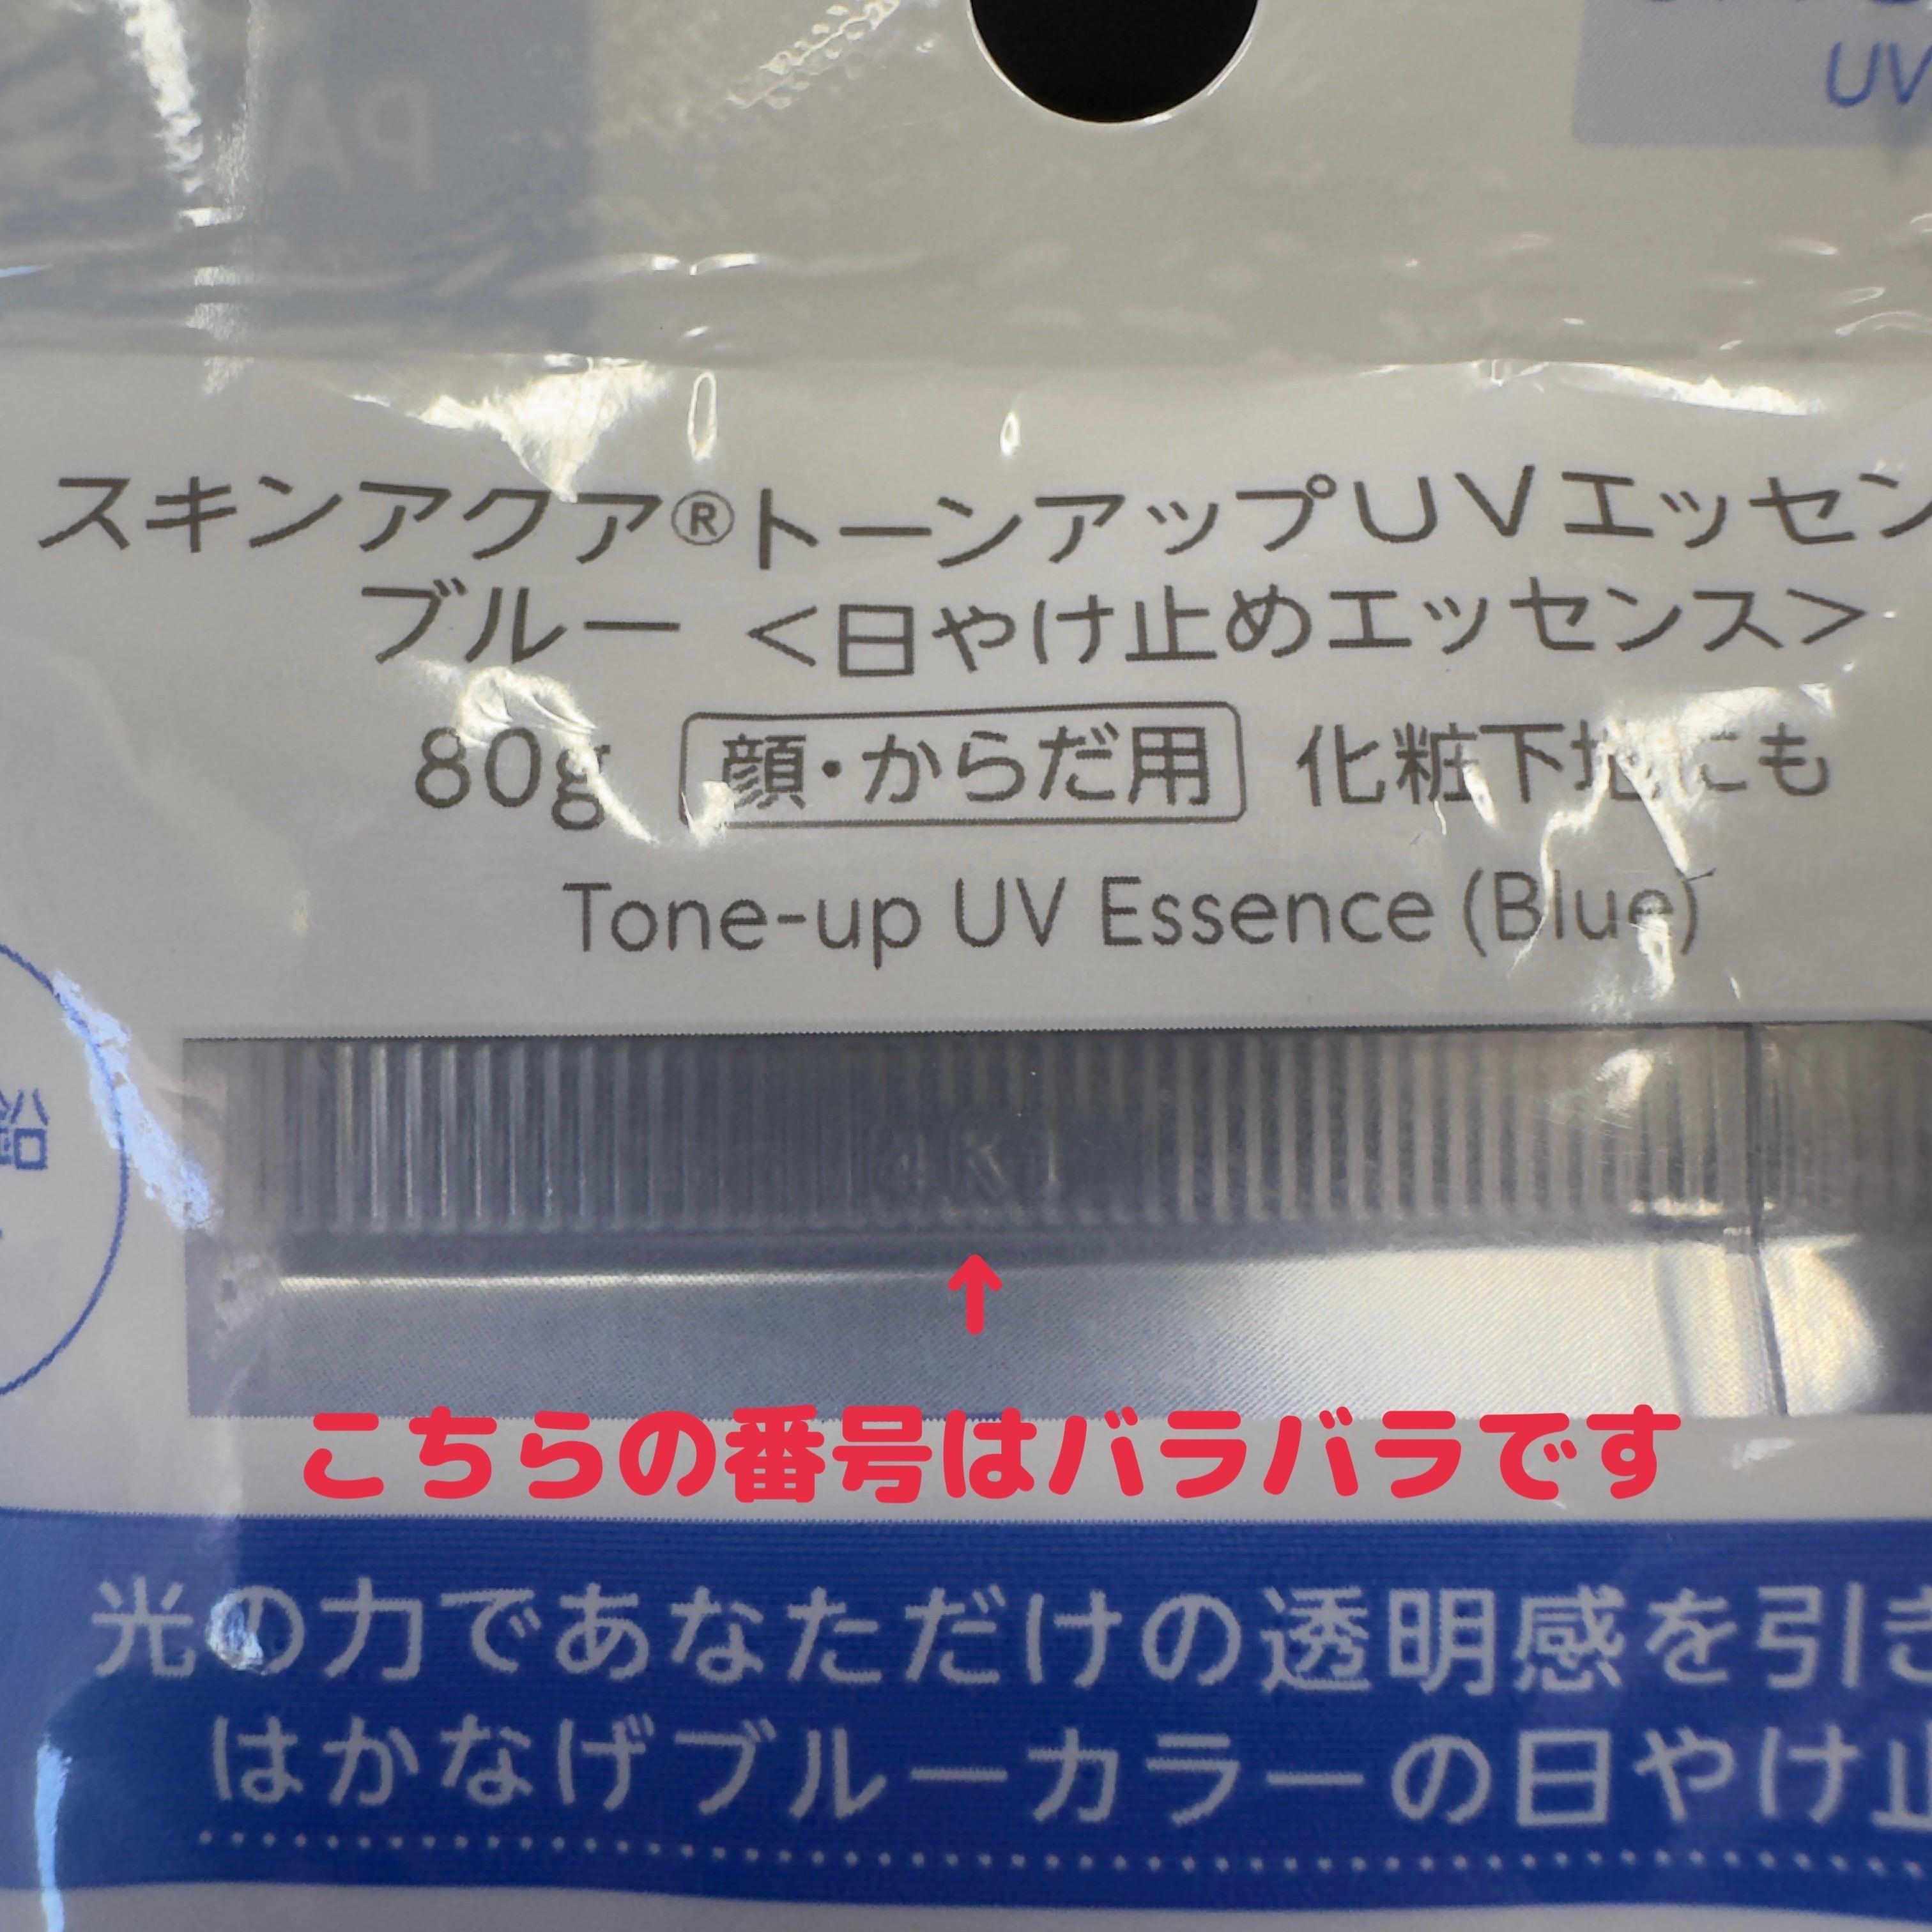 UV
PA
スキンアクア®トーンアップUVエッセン
ブルー <日やけ止めエッセンス>
80g 顔・からだ用 化粧下地にも
Tone-up UV Essence (Blue)
こちらの番号はバラバラです
光の力であなただけの透明感を引き
はかなげブルーカラーの日やけ止